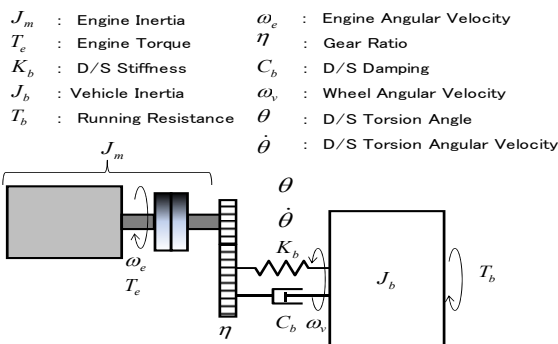 J_m : Engine Inertia
T_e : Engine Torque
K_b : D/S Stiffness
J_b : Vehicle Inertia
T_b : Running Resistance
ω_e : Engine Angular Velocity
η : Gear Ratio
C_b : D/S Damping
ω_v : Wheel Angular Velocity
θ : D/S Torsion Angle
θ̇ : D/S Torsion Angular Velocity
J_m
θ
θ̇
K_b
ω_e
T_e
J_b
T_b
η
C_b ω_v